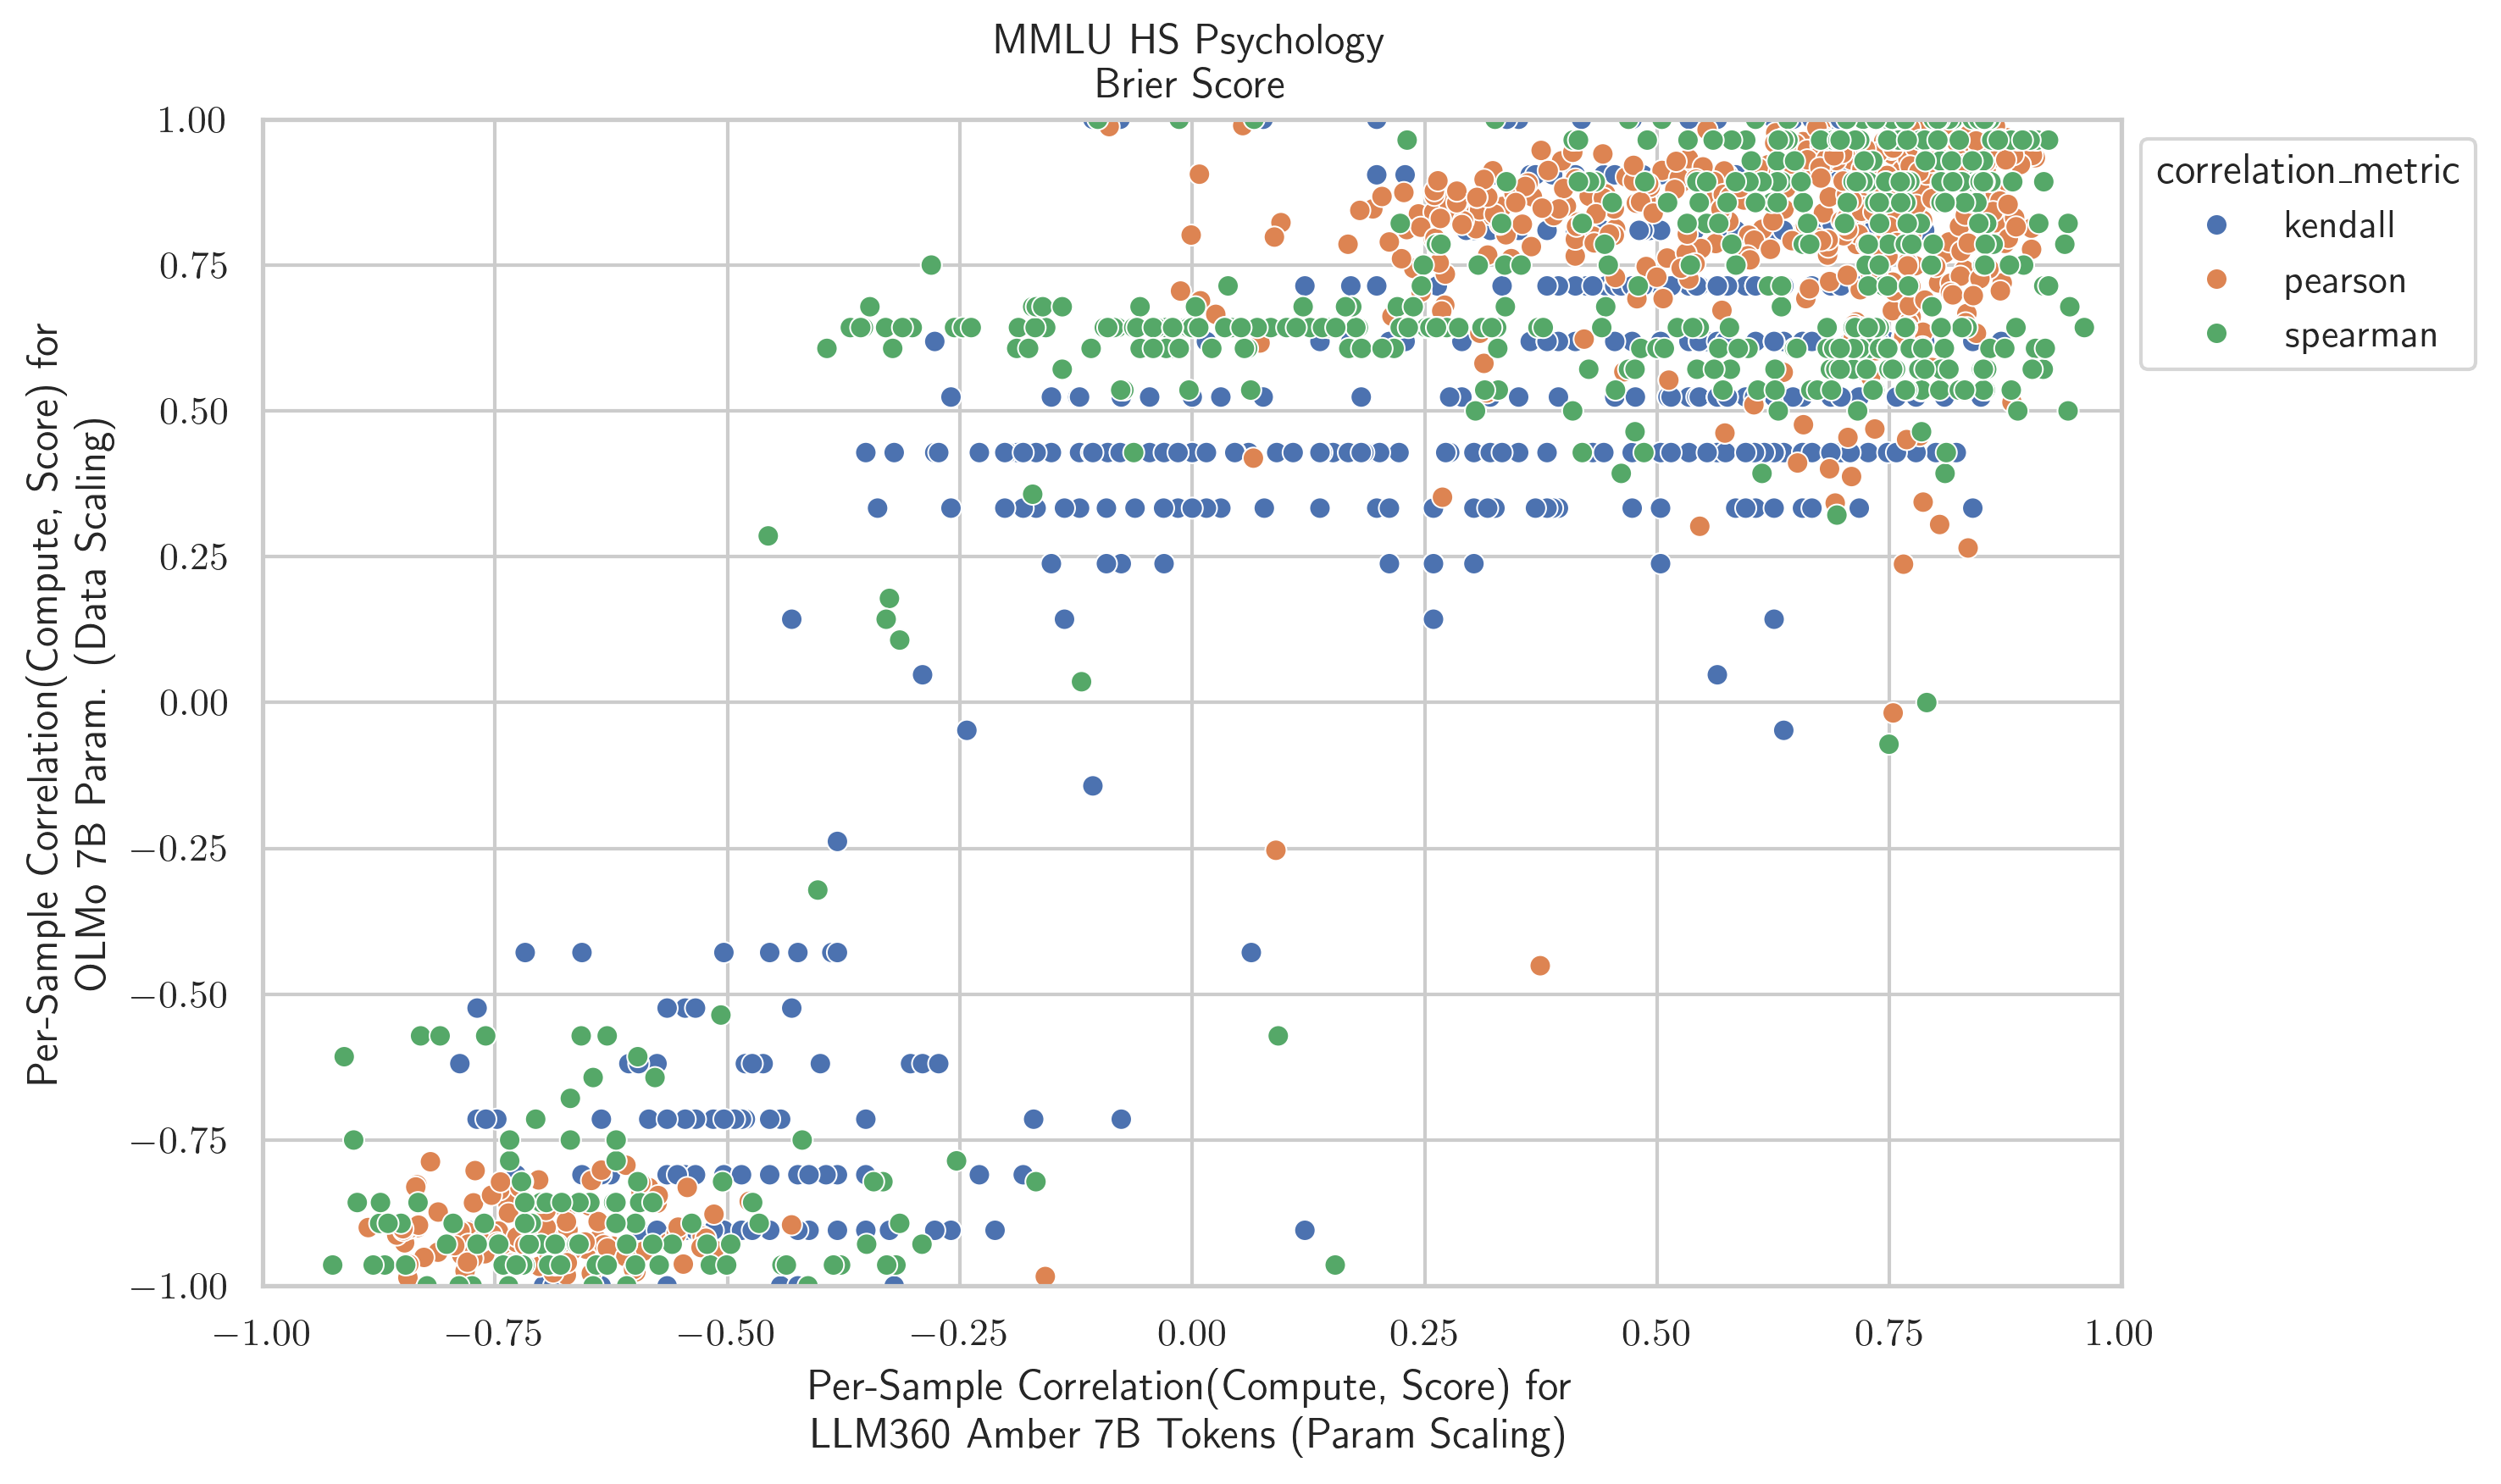 MMLU HS Psychology
Brier Score
Per-Sample Correlation(Compute, Score) for
OLMo 7B Param. (Data Scaling)
1.00
0.75
0.50
0.25
0.00
−0.25
−0.50
−0.75
−1.00
−1.00 −0.75 −0.50 −0.25 0.00 0.25 0.50 0.75 1.00
Per-Sample Correlation(Compute, Score) for
LLM360 Amber 7B Tokens (Param Scaling)
correlation_metric
kendall
pearson
spearman